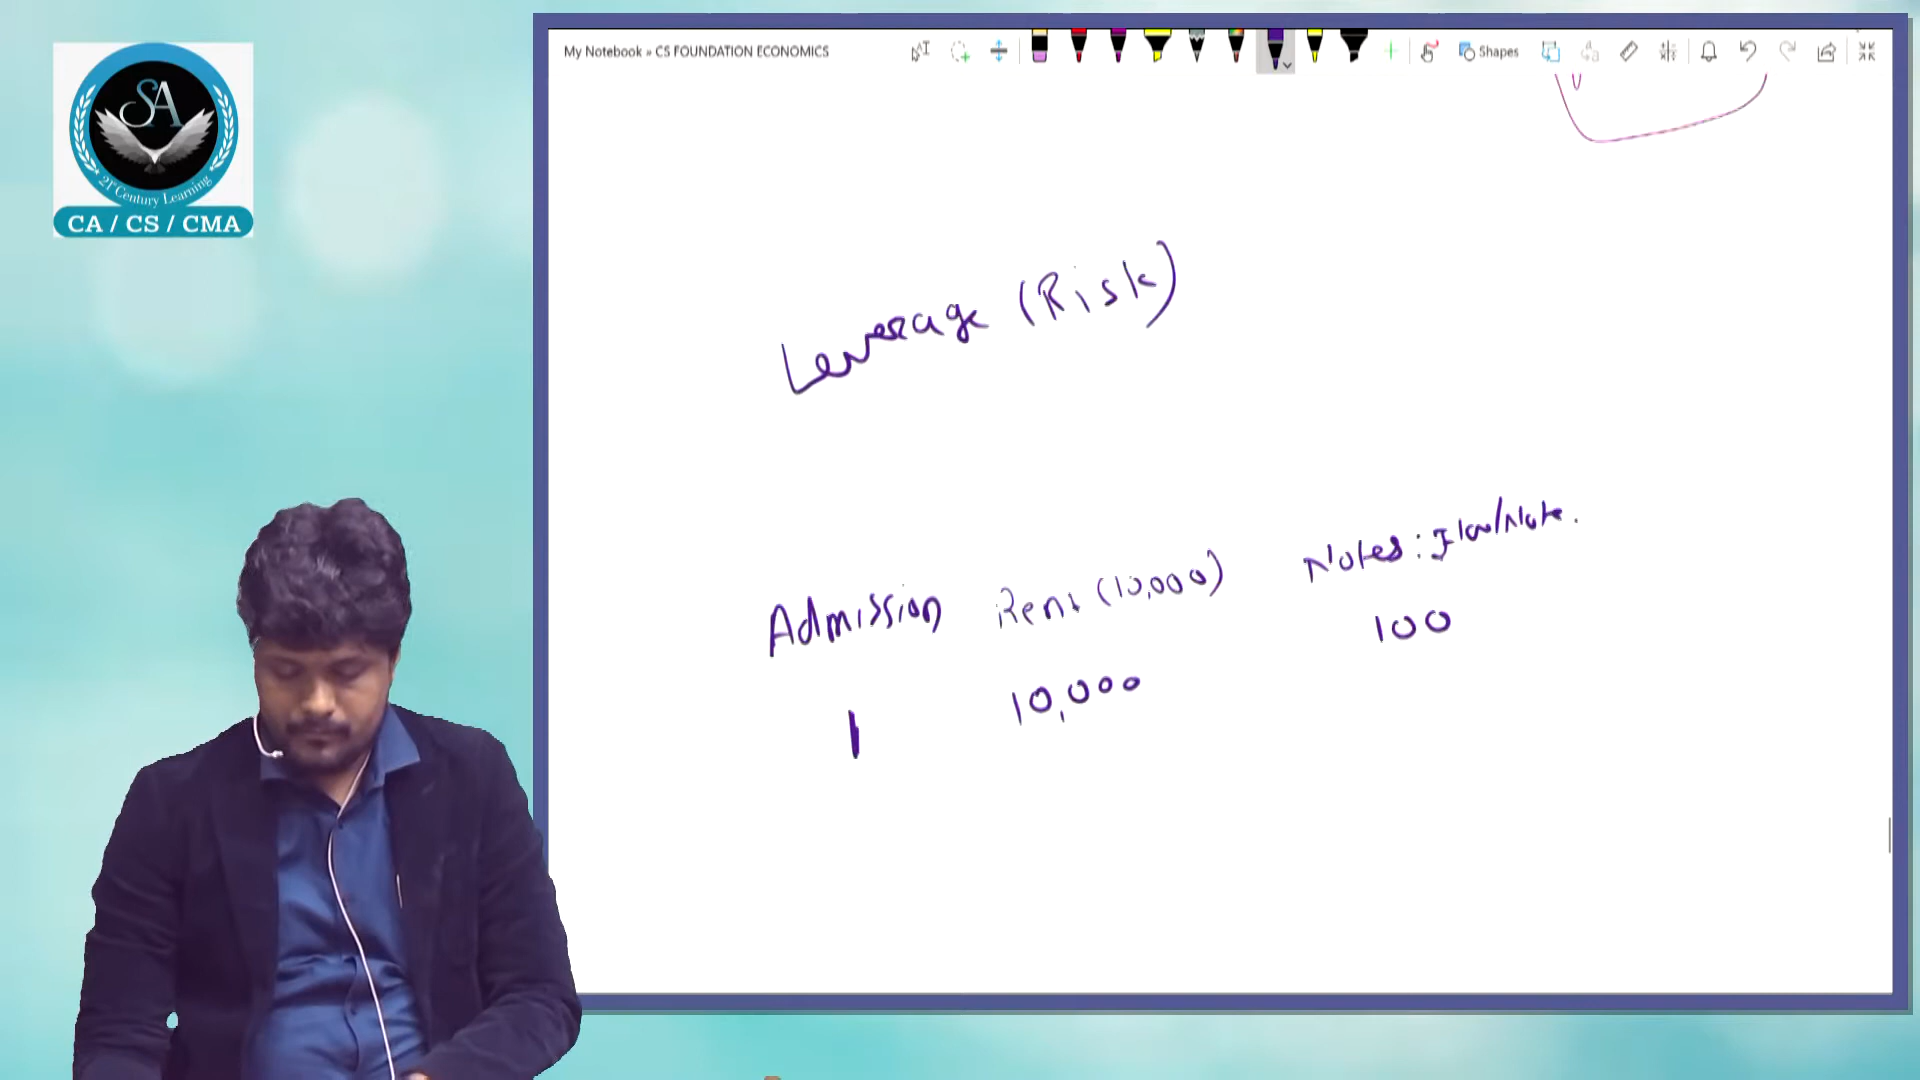 SA
21st Century Learning
CA / CS / CMA
My Notebook » CS FOUNDATION ECONOMICS
Shapes
Leverage (Risk)
Admission Rent (10,000) Notes :
1 10,000 100